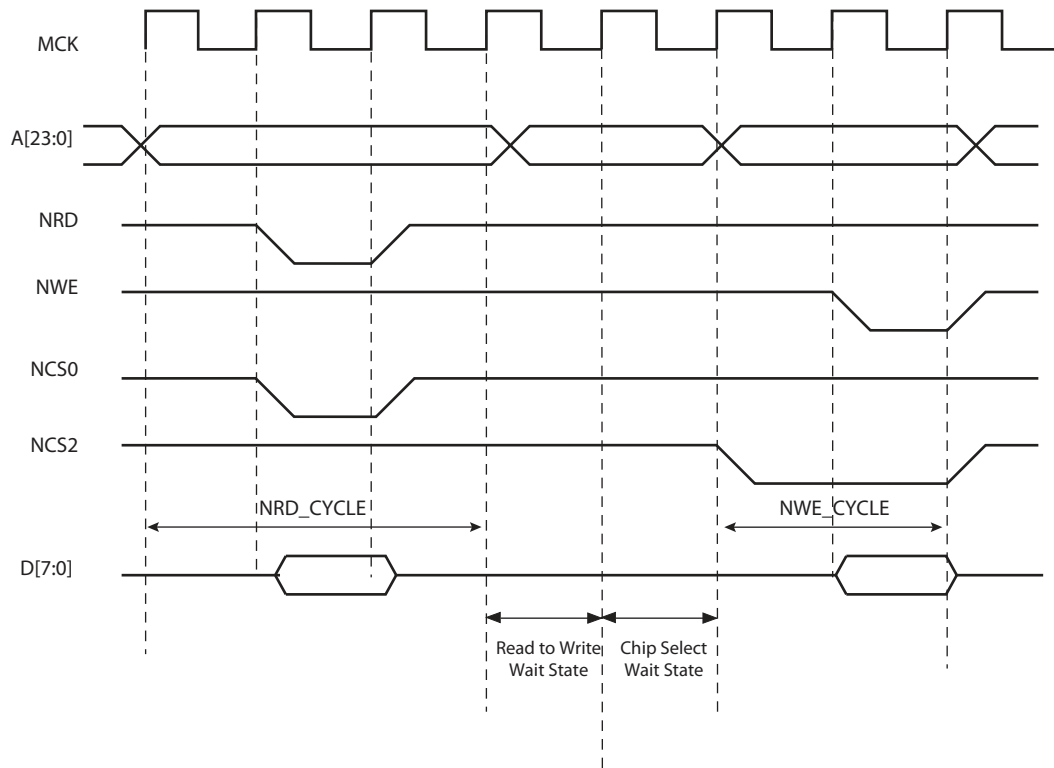 MCK
A[23:0]
NRD
NWE
NCS0
NCS2
NRD_CYCLE
NWE_CYCLE
D[7:0]
Read to Write
Wait State
Chip Select
Wait State